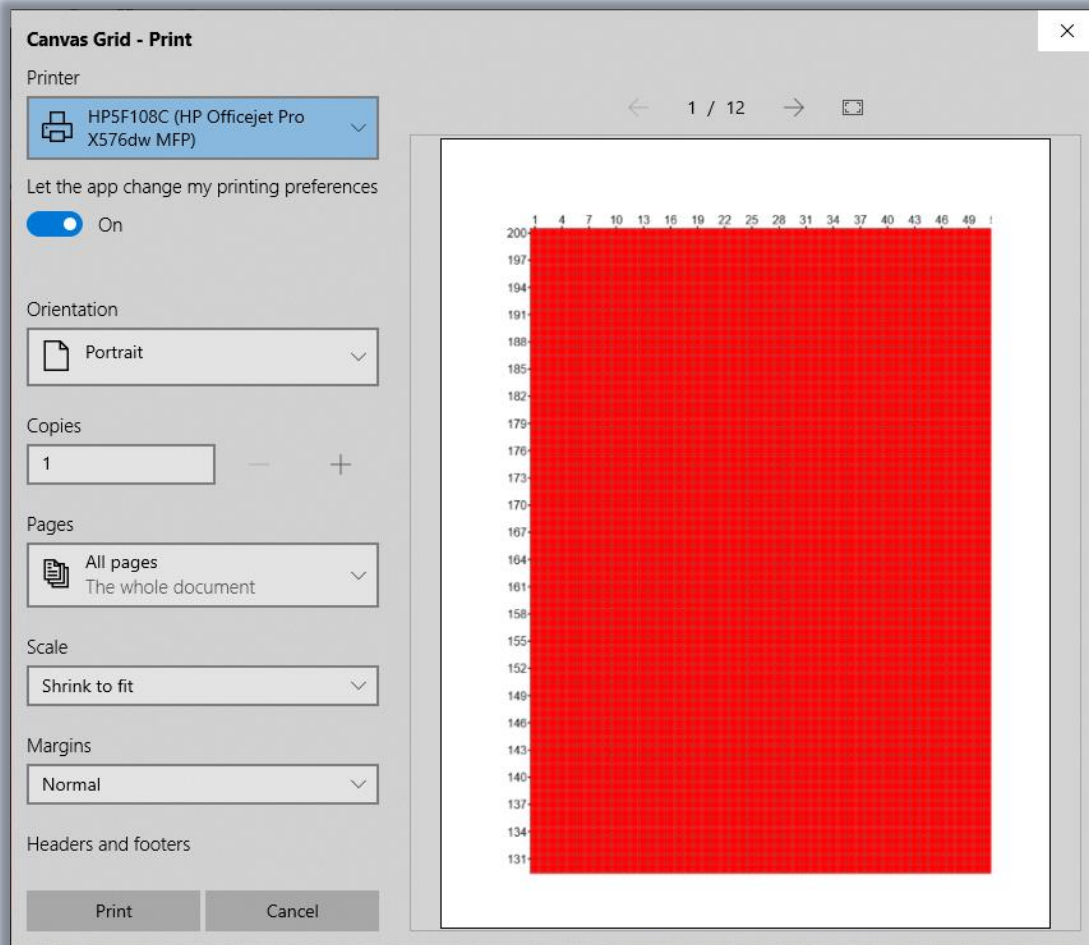 Canvas Grid - Print
Printer
HP5F108C (HP Officejet Pro
X576dw MFP)
Let the app change my printing preferences
On
Orientation
Portrait
Copies
1
Pages
All pages
The whole document
Scale
Shrink to fit
Margins
Normal
Headers and footers
Print Cancel
1 / 12
1 4 7 10 13 16 19 22 25 28 31 34 37 40 43 46 49
200
197
194
191
188
185
182
179
176
173
170
167
164
161
158
155
152
149
146
143
140
137
134
131